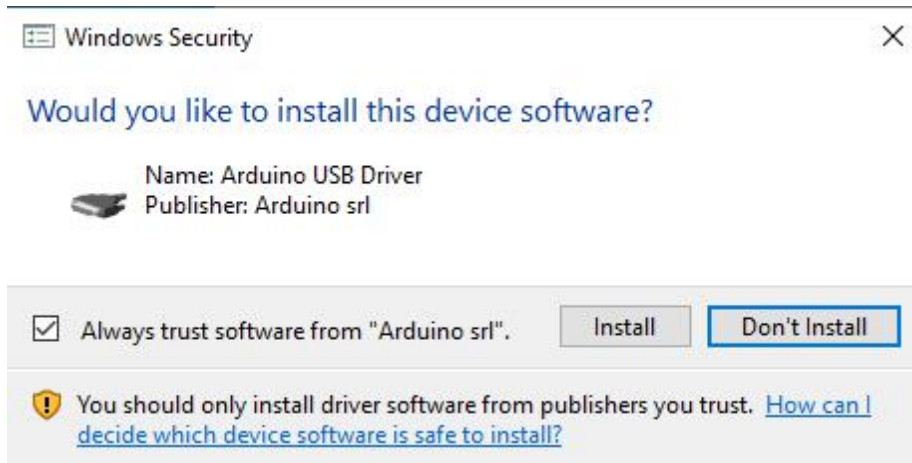 Windows Security
Would you like to install this device software?
Name: Arduino USB Driver
Publisher: Arduino srl
Always trust software from "Arduino srl".
Install
Don't Install
You should only install driver software from publishers you trust. How can I
decide which device software is safe to install?